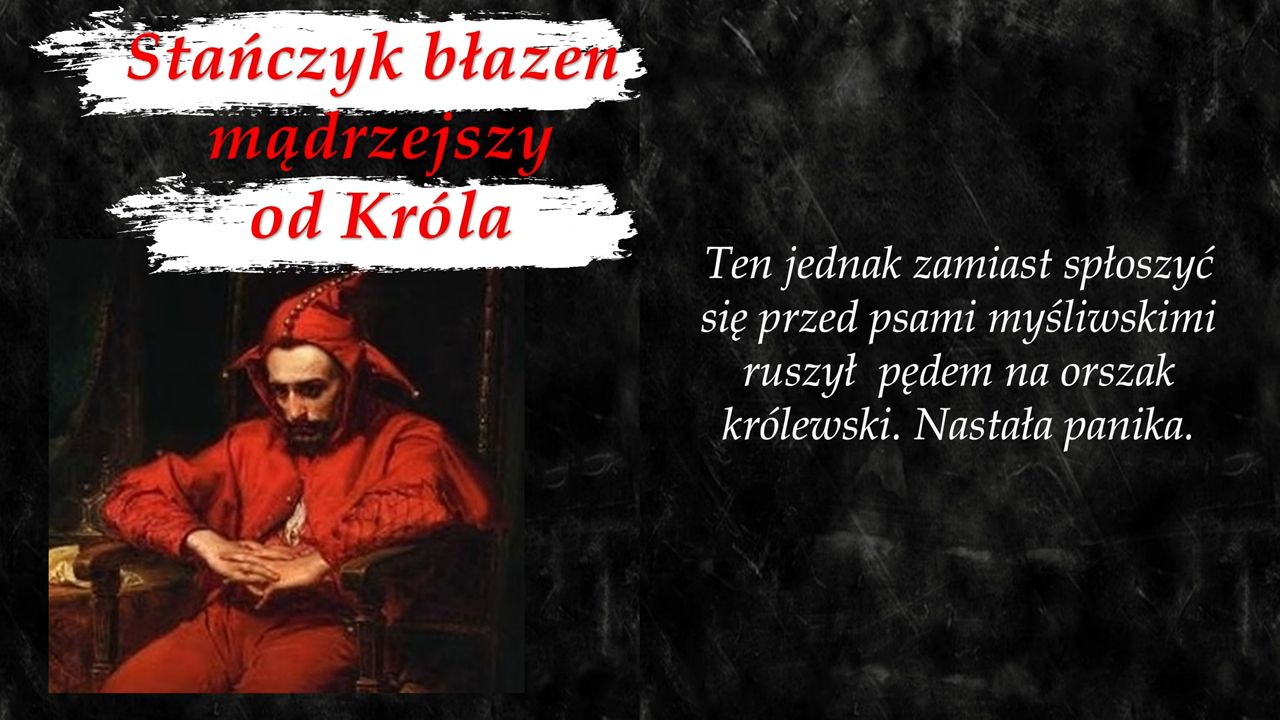 Stańczyk błazen
mądrzejszy
od Króla
Ten jednak zamiast spłoszyć
się przed psami myśliwskimi
ruszył pędem na orszak
królewski. Nastała panika.